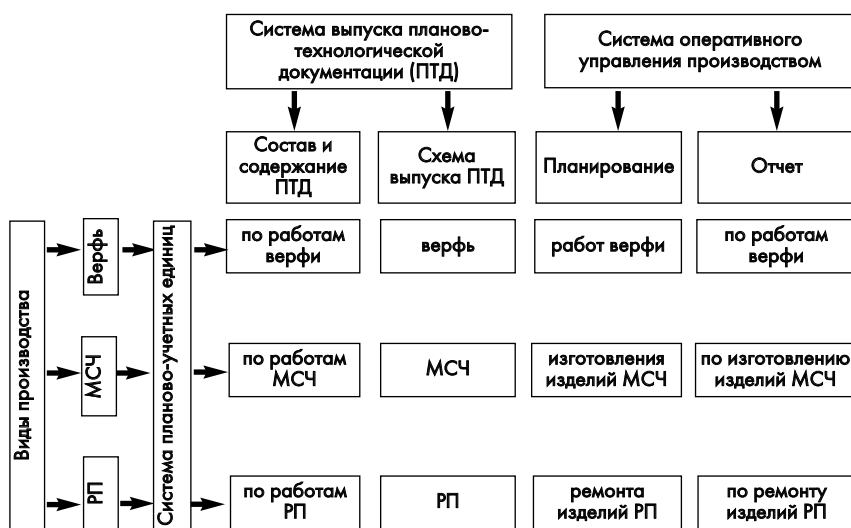 Система выпуска планово-
технологической
документации (ПТД)
Система оперативного
управления производством
Состав и
содержание
ПТД
Схема
выпуска ПТД
Планирование
Отчет
Виды производства
Верфь
Система планово-учетных единиц
по работам
верфи
верфь
работ верфи
по работам
верфи
МСЧ
по работам
МСЧ
МСЧ
изготовления
изделий МСЧ
по изготовлению
изделий МСЧ
РП
по работам
РП
РП
ремонта
изделий РП
по ремонту
изделий РП